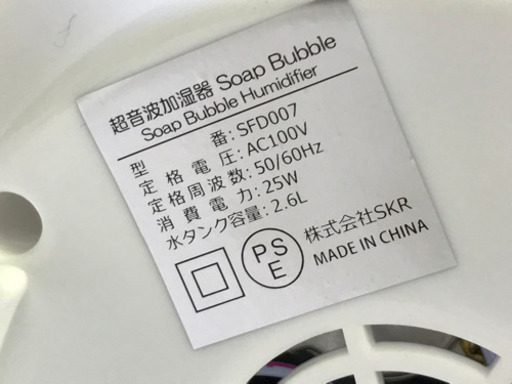 超音波加湿器 Soap Bubble
Soap Bubble Humidifier
型番:SFD007
定格電圧:AC100V
定格周波数:50/60Hz
消費電力:25W
水タンク容量:2.6L
PSE
株式会社SKR
MADE IN CHINA